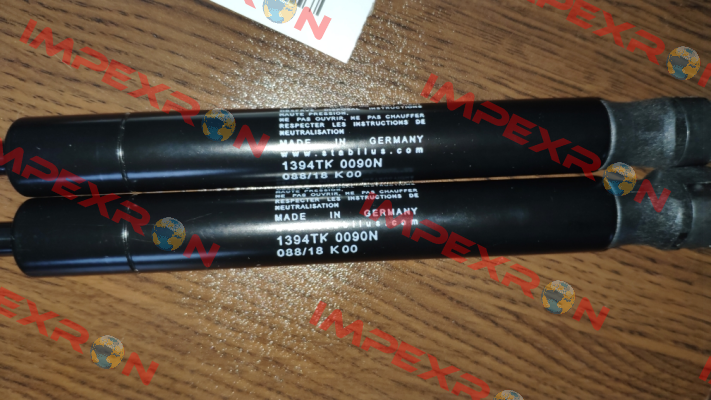 INSTRUCTIONS
HAUTE PRESSION,
NE PAS OUVRIR, NE PAS CHAUFFER
RESPECTER LES INSTRUCTIONS DE
NEUTRALISATION
MADE IN GERMANY
www.stabilus.com
1394TK 0090N
088/18 K00
HAUTE PRESSION,
NE PAS OUVRIR, NE PAS CHAUFFER
RESPECTER LES INSTRUCTIONS DE
NEUTRALISATION
MADE IN GERMANY
1394TK 0090N
088/18 K00
IMPEXRON
IMPEXRON
IMPEXRON
IMPEXRON
IMPEXRON
IMPEXRON